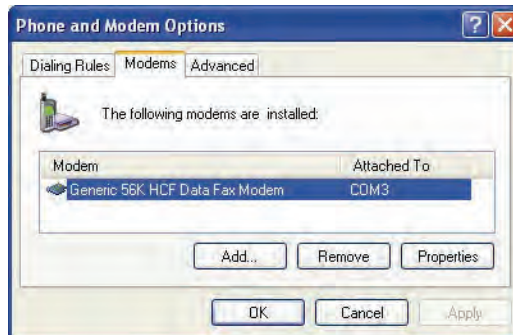 Phone and Modem Options
Dialing Rules Modems Advanced
The following modems are installed:
Modem Attached To
Generic 56K HCF Data Fax Modem COM3
Add... Remove Properties
OK Cancel Apply